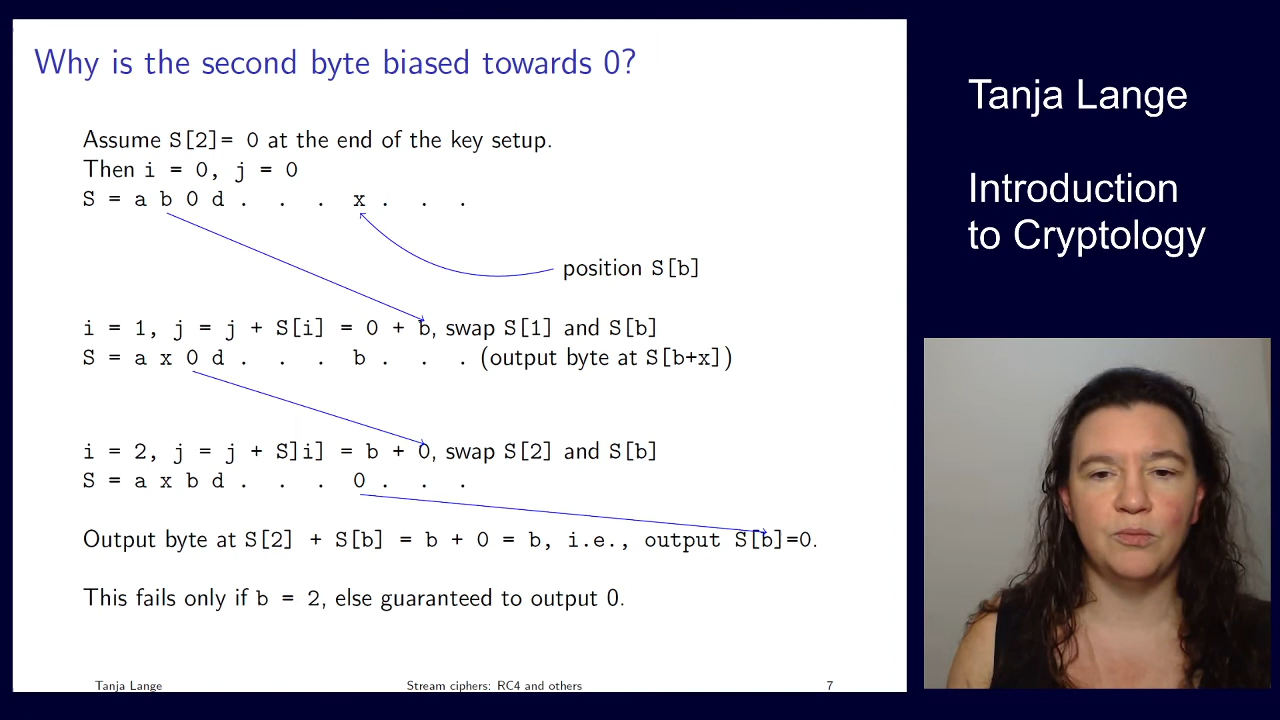 Why is the second byte biased towards 0?
Assume S[2]= 0 at the end of the key setup.
Then i = 0, j = 0
S = a b 0 d . . . x . . .
position S[b]
i = 1, j = j + S[i] = 0 + b, swap S[1] and S[b]
S = a x 0 d . . . b . . . (output byte at S[b+x])
i = 2, j = j + S]i] = b + 0, swap S[2] and S[b]
S = a x b d . . . 0 . . .
Output byte at S[2] + S[b] = b + 0 = b, i.e., output S[b]=0.
This fails only if b = 2, else guaranteed to output 0.
Tanja Lange
Stream ciphers: RC4 and others
7
Tanja Lange
Introduction
to Cryptology